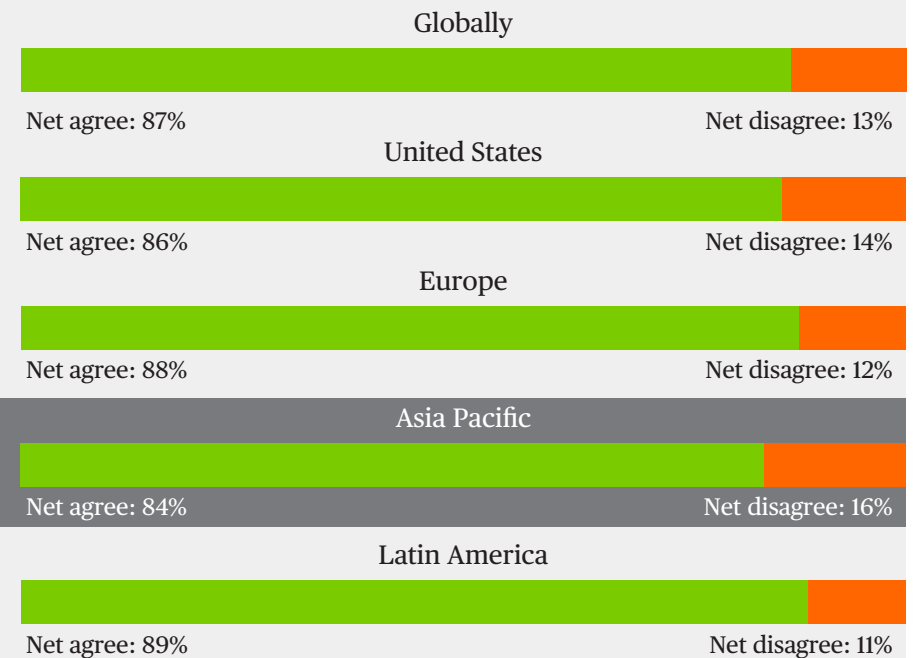 Globally
Net agree: 87% Net disagree: 13%
United States
Net agree: 86% Net disagree: 14%
Europe
Net agree: 88% Net disagree: 12%
Asia Pacific
Net agree: 84% Net disagree: 16%
Latin America
Net agree: 89% Net disagree: 11%